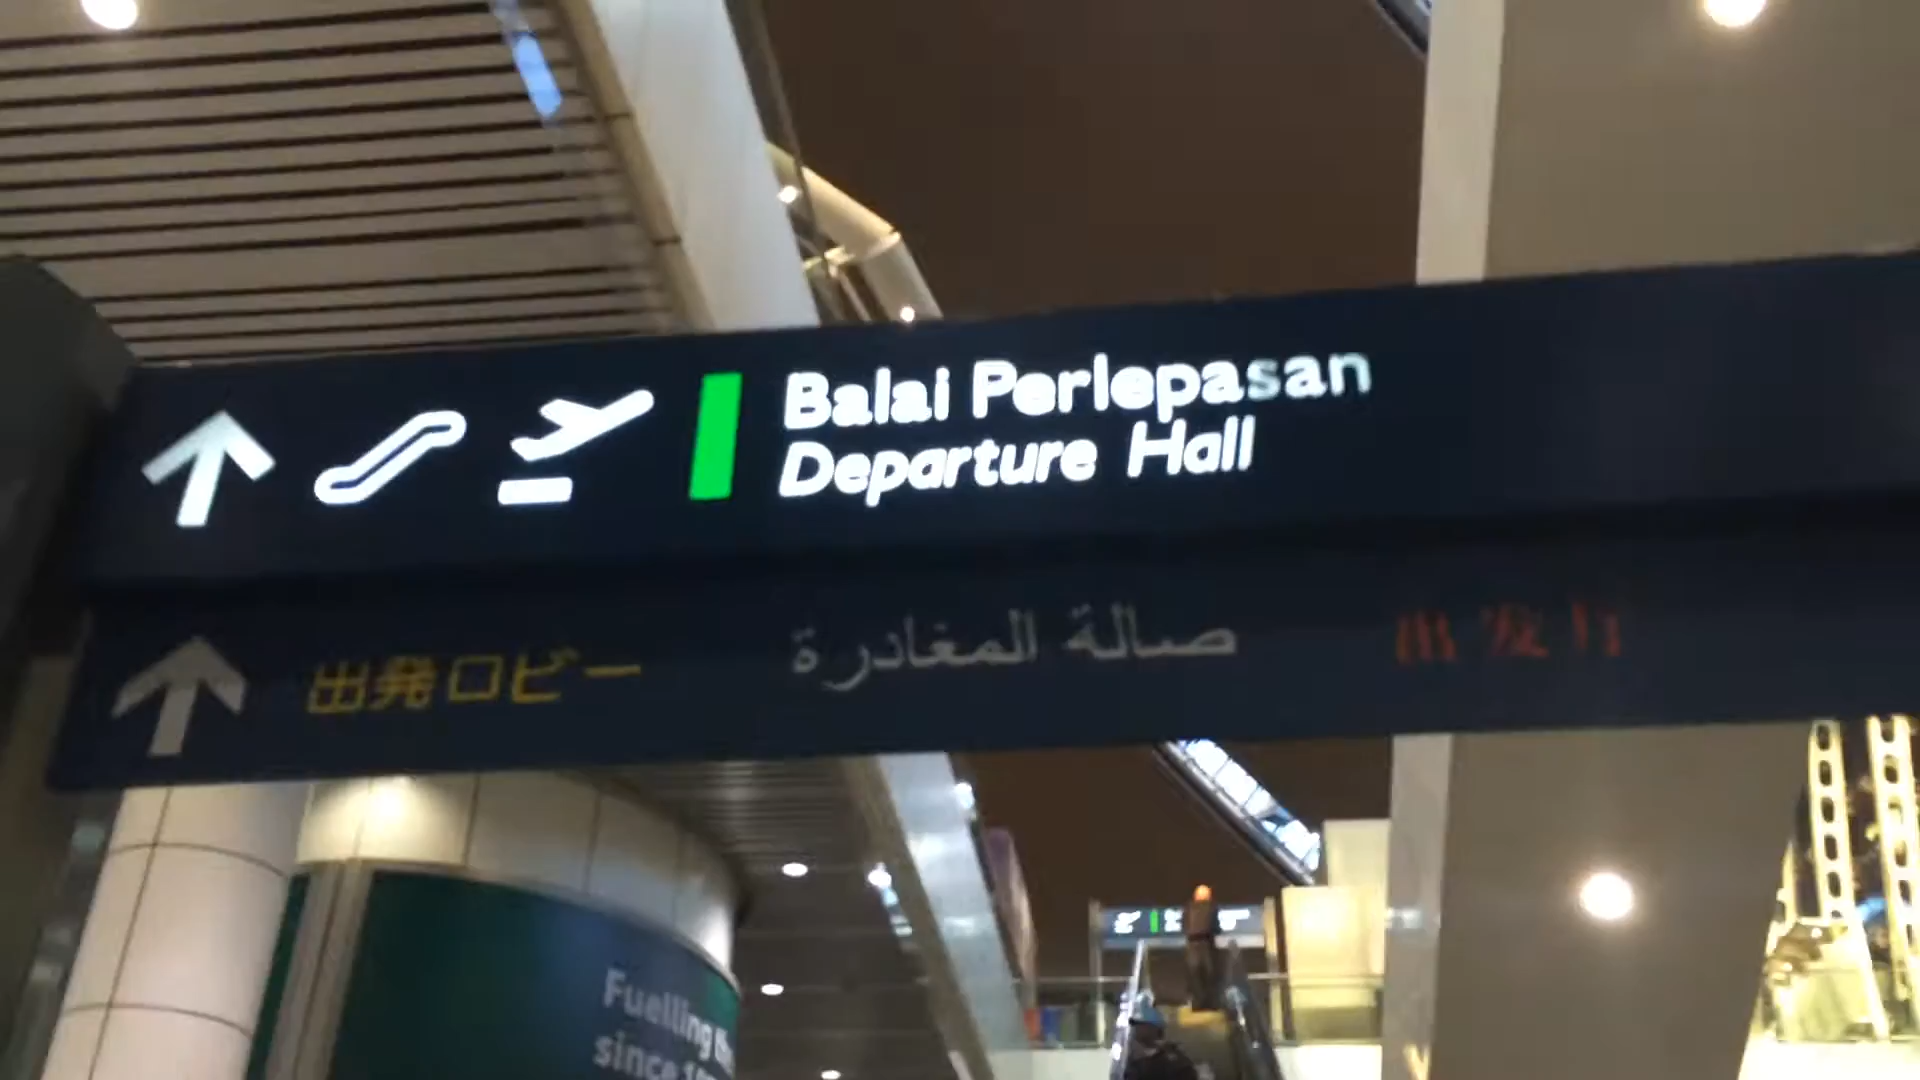 Balai Perlepasan
Departure Hall
出発ロビー
صالة المغادرة
出发厅
Fuelling
since